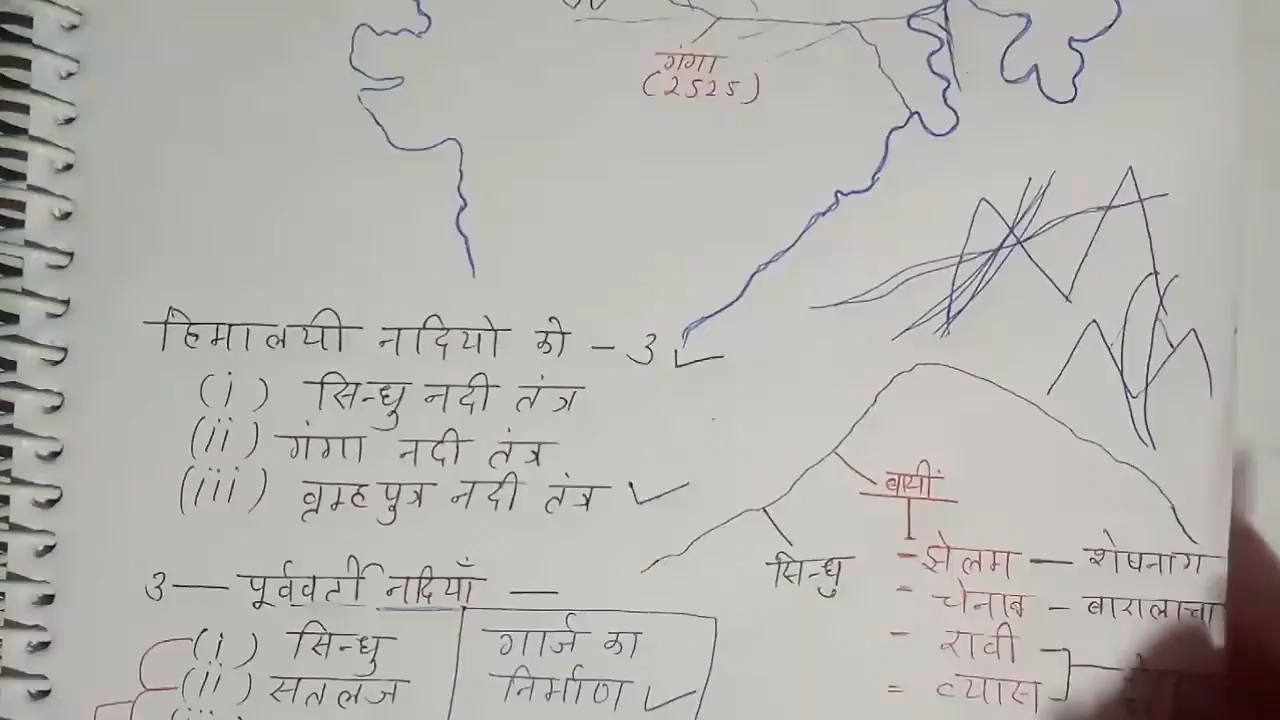 गंगा
(2525)
हिमालयी नदियो को - 3
(i) सिन्धु नदी तंत्र
(ii) गंगा नदी तंत्र
(iii) ब्रम्हपुत्र नदी तंत्र
बायीं
सिन्धु
- झेलम — शेषनाग
- चेनाब - बारालाचा
- रावी
= व्यास
3 — पूर्ववर्ती नदियाँ —
(i) सिन्धु
(ii) सतलज
गार्ज का
निर्माण